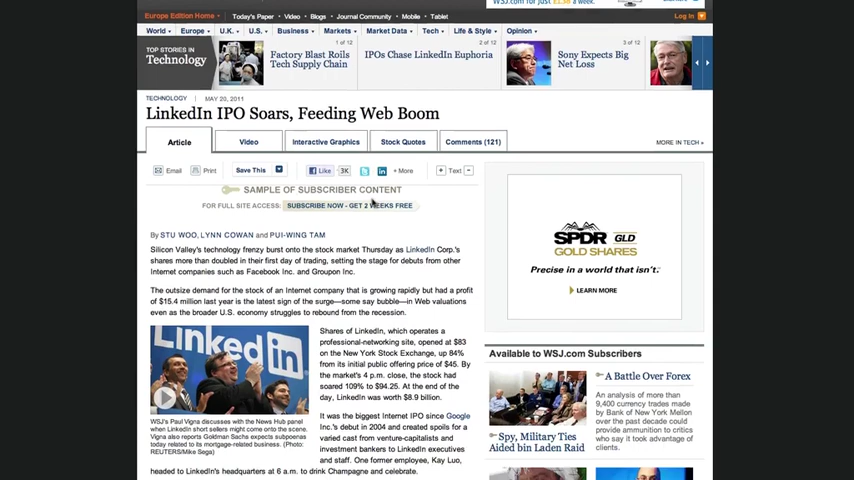 WSJ.com for just
Europe Edition Home
Today's Paper • Video • Blogs • Journal Community • Mobile • Tablet
Log In
World
Europe
U.K.
U.S.
Business
Markets
Market Data
Tech
Life & Style
Opinion
TOP STORIES IN
Technology
1 of 12
Factory Blast Roils
Tech Supply Chain
2 of 12
IPOs Chase LinkedIn Euphoria
3 of 12
Sony Expects Big
Net Loss
TECHNOLOGY | MAY 20, 2011
LinkedIn IPO Soars, Feeding Web Boom
Article
Video
Interactive Graphics
Stock Quotes
Comments (121)
MORE IN TECH »
Email
Print
Save This
Like
3K
+ More
+ Text −
SAMPLE OF SUBSCRIBER CONTENT
FOR FULL SITE ACCESS: SUBSCRIBE NOW - GET 2 WEEKS FREE
By STU WOO, LYNN COWAN and PUI-WING TAM
Silicon Valley's technology frenzy burst onto the stock market Thursday as LinkedIn Corp.'s
shares more than doubled in their first day of trading, setting the stage for debuts from other
Internet companies such as Facebook Inc. and Groupon Inc.
The outsize demand for the stock of an Internet company that is growing rapidly but had a profit
of $15.4 million last year is the latest sign of the surge—some say bubble—in Web valuations
even as the broader U.S. economy struggles to rebound from the recession.
Linked in
WSJ's Paul Vigna discusses with the News Hub panel
when LinkedIn short sellers might come onto the scene.
Vigna also reports Goldman Sachs expects subpoenas
today related to its mortgage-related business. (Photo:
REUTERS/Mike Sega)
Shares of LinkedIn, which operates a
professional-networking site, opened at $83
on the New York Stock Exchange, up 84%
from its initial public offering price of $45. By
the market's 4 p.m. close, the stock had
soared 109% to $94.25. At the end of the
day, LinkedIn was worth $8.9 billion.
It was the biggest Internet IPO since Google
Inc.'s debut in 2004 and created spoils for a
varied cast from venture-capitalists and
investment bankers to LinkedIn executives
and staff. One former employee, Kay Luo,
headed to LinkedIn's headquarters at 6 a.m. to drink Champagne and celebrate.
SPDR GLD
GOLD SHARES
Precise in a world that isn't.
LEARN MORE
Available to WSJ.com Subscribers
Spy, Military Ties
Aided bin Laden Raid
A Battle Over Forex
An analysis of more than
9,400 currency trades made
by Bank of New York Mellon
over the past decade could
provide ammunition to critics
who say it took advantage of
clients.